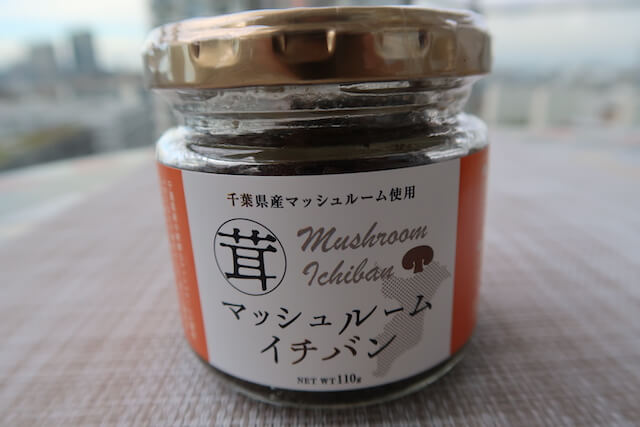 千葉県産マッシュルーム使用
茸
Mushroom
Ichiban
マッシュルーム
イチバン
NET WT 110g